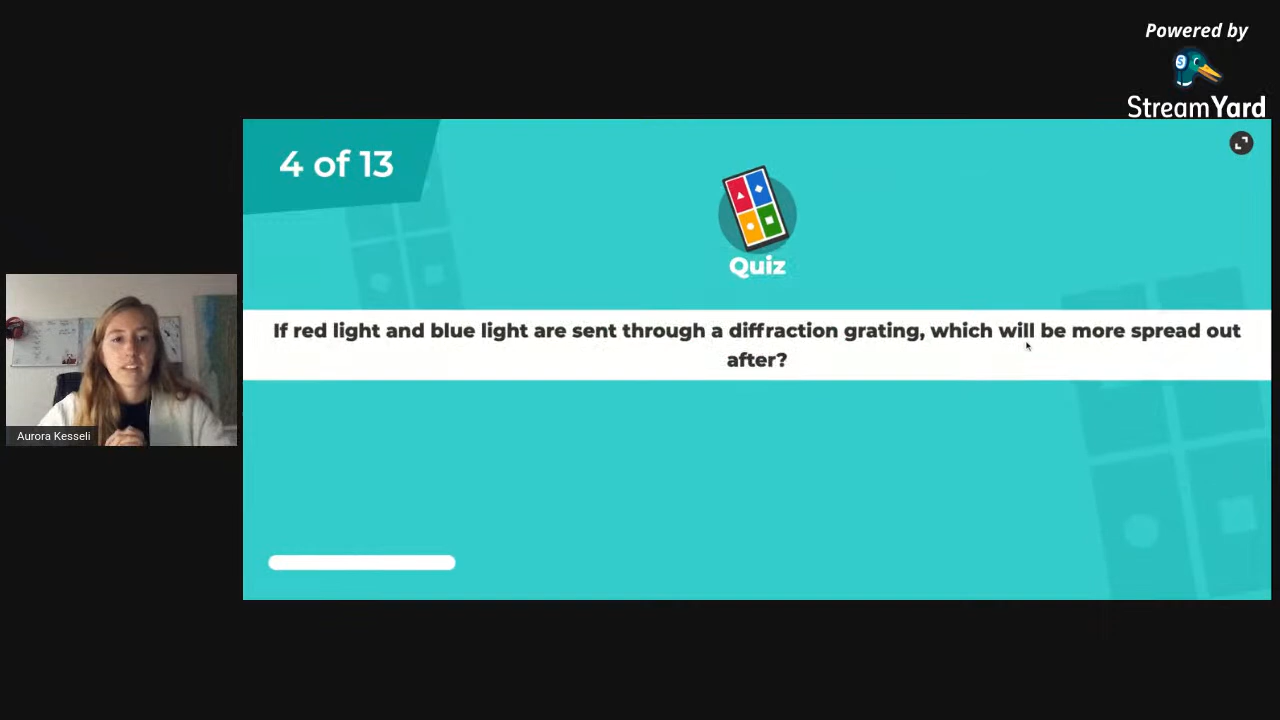 Powered by
StreamYard
4 of 13
Quiz
If red light and blue light are sent through a diffraction grating, which will be more spread out
after?
Aurora Kesseli